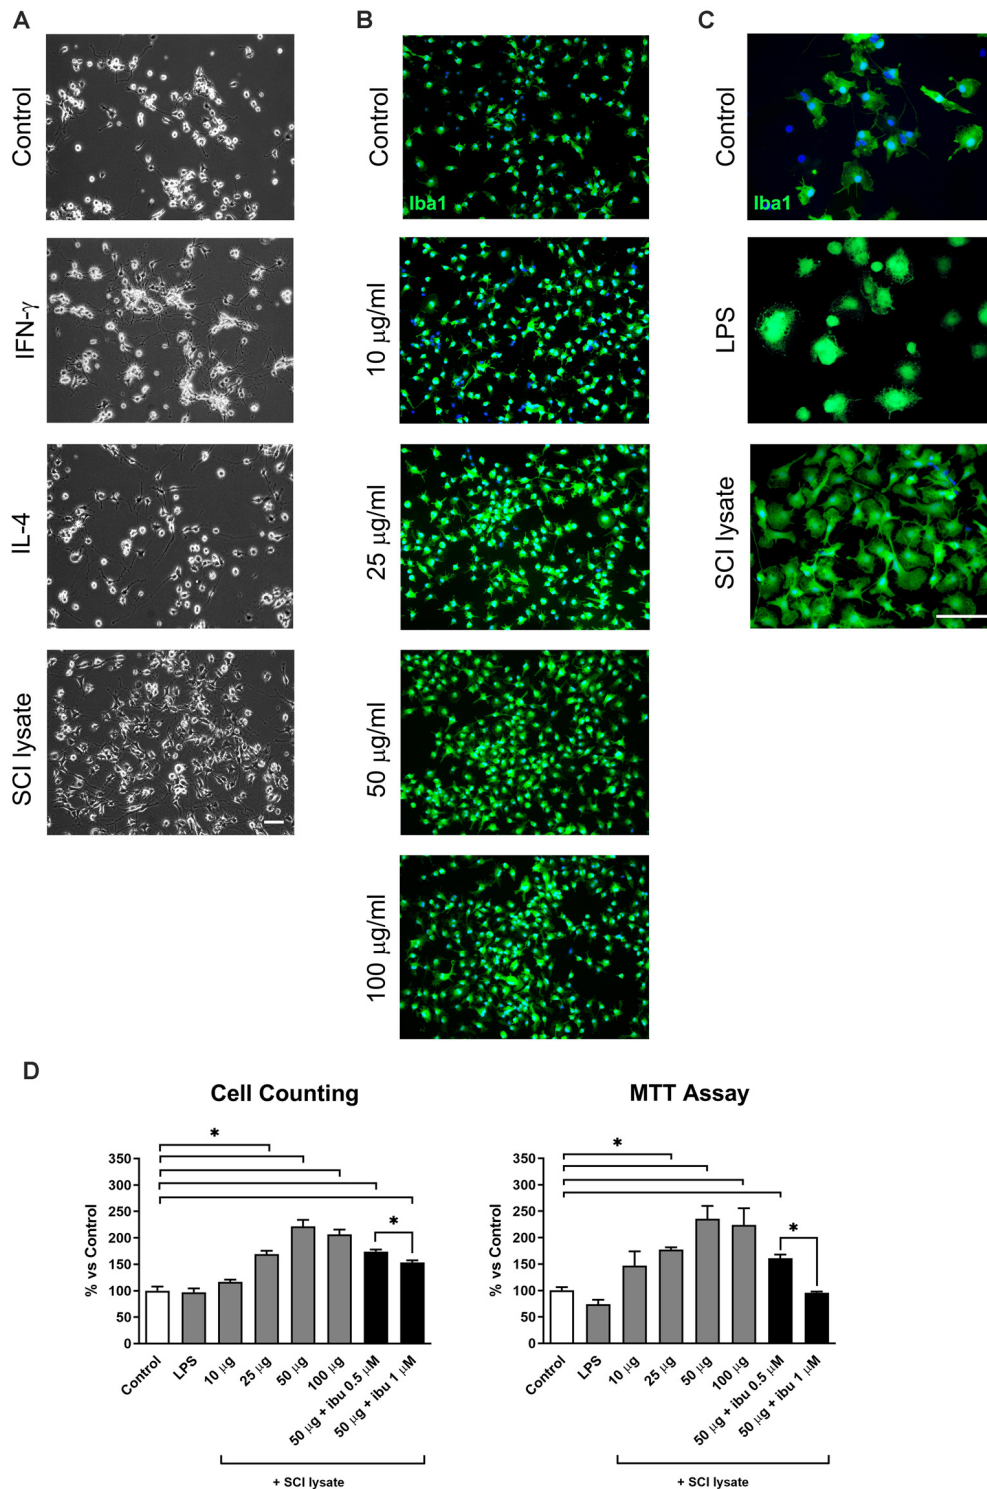 A
B
C
Control
IFN-γ
IL-4
SCI lysate
Control
10 μg/ml
25 μg/ml
50 μg/ml
100 μg/ml
Iba1
Control
LPS
SCI lysate
Iba1
D
Cell Counting
*
*
% vs Control
350
300
250
200
150
100
50
0
Control
LPS
10 μg
25 μg
50 μg
100 μg
50 μg + ibu 0.5 μM
50 μg + ibu 1 μM
+ SCI lysate
MTT Assay
*
*
% vs Control
350
300
250
200
150
100
50
0
Control
LPS
10 μg
25 μg
50 μg
100 μg
50 μg + ibu 0.5 μM
50 μg + ibu 1 μM
+ SCI lysate